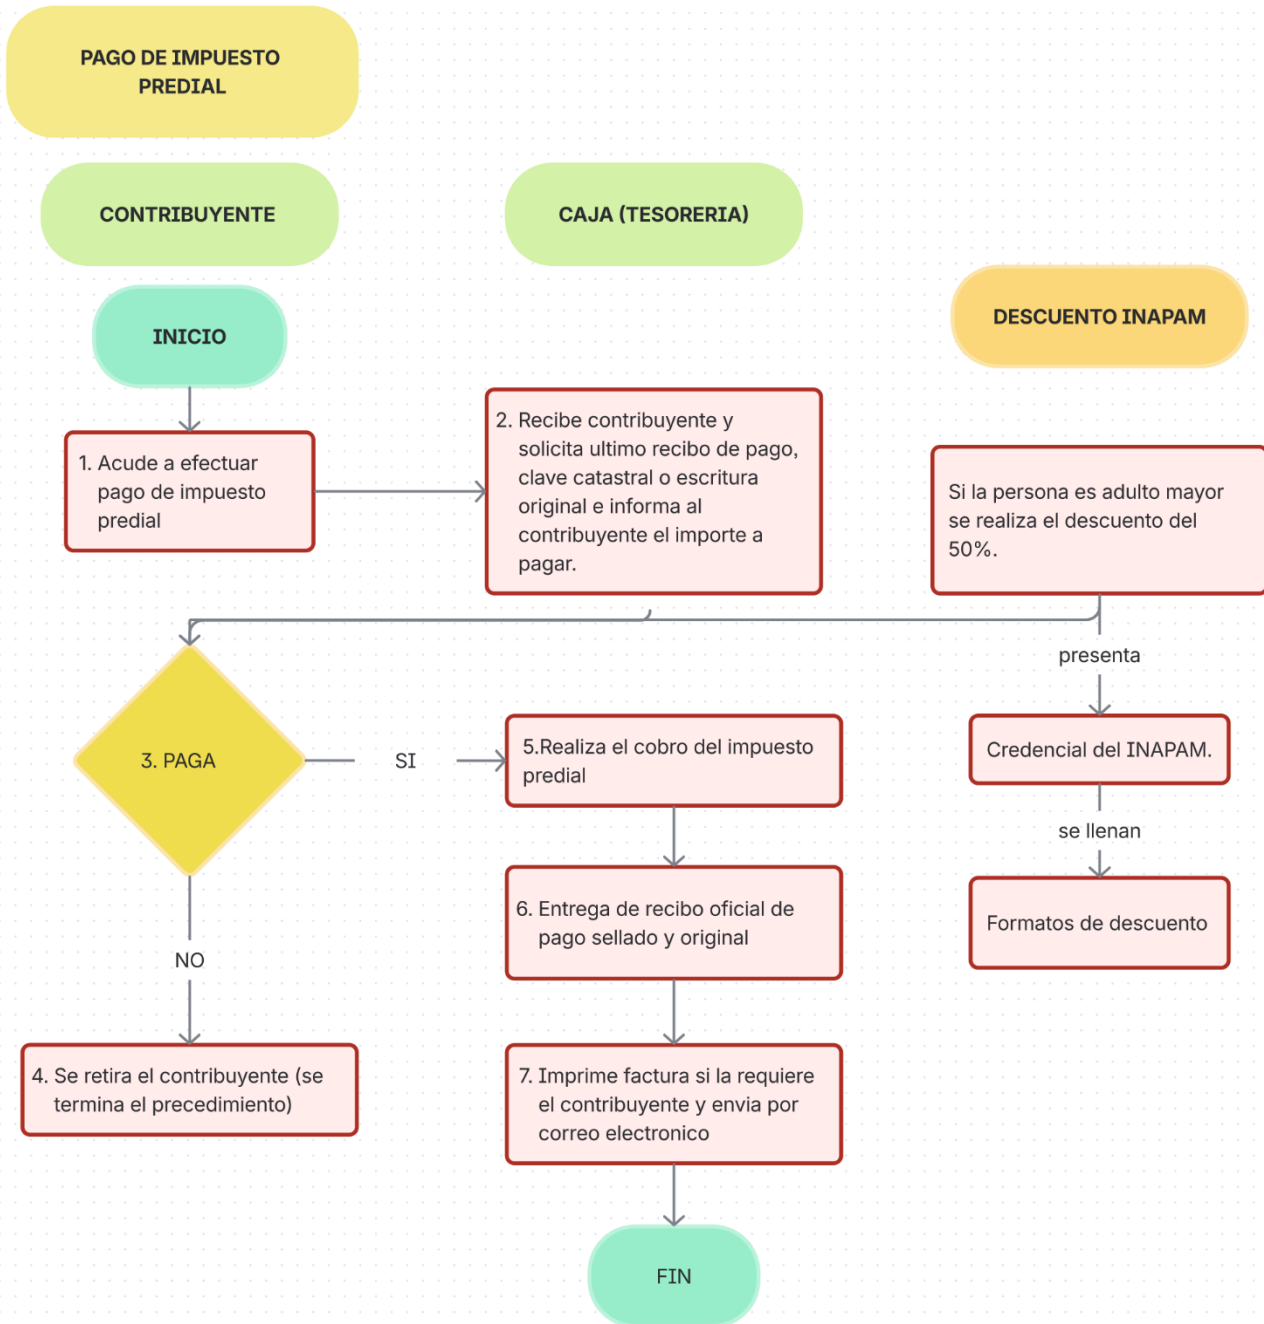 PAGO DE IMPUESTO
PREDIAL
CONTRIBUYENTE
CAJA (TESORERIA)
INICIO
DESCUENTO INAPAM
1. Acude a efectuar
pago de impuesto
predial
2. Recibe contribuyente y
solicita ultimo recibo de pago,
clave catastral o escritura
original e informa al
contribuyente el importe a
pagar.
Si la persona es adulto mayor
se realiza el descuento del
50%.
presenta
3. PAGA
SI
5.Realiza el cobro del impuesto
predial
Credencial del INAPAM.
se llenan
6. Entrega de recibo oficial de
pago sellado y original
Formatos de descuento
NO
4. Se retira el contribuyente (se
termina el precedimiento)
7. Imprime factura si la requiere
el contribuyente y envia por
correo electronico
FIN